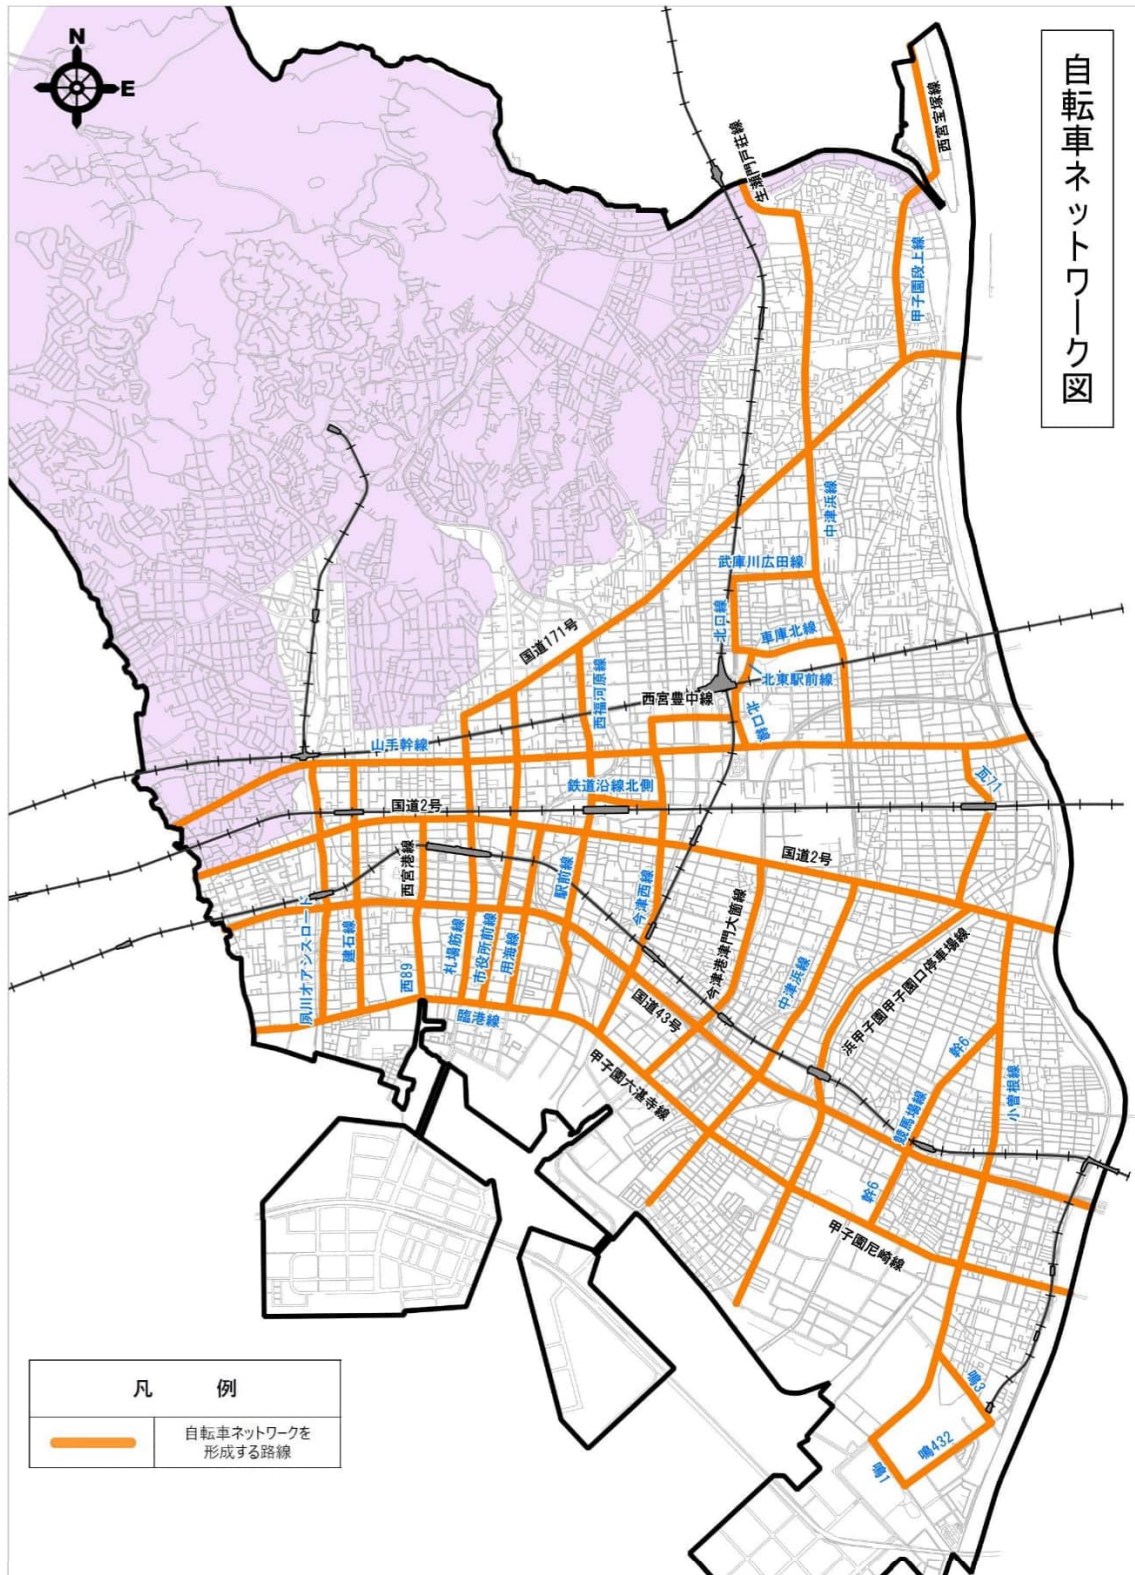 自転車ネットワーク図
N
E
西宮宝塚線
生瀬門戸荘線
甲子園段上線
中津浜線
武庫川広田線
北口線
車庫北線
国道171号
西福河原線
北東駅前線
西宮豊中線
北口線
山手幹線
鉄道沿線北側
瓦71
国道2号
国道2号
西宮港線
駅前線
今津西線
今津港津門大箇線
夙川オアシスロード
建石線
西89
札場筋線
市役所前線
用海線
中津浜線
浜甲子園甲子園口停車場線
国道43号
臨港線
甲子園六湛寺線
幹6
小曽根線
競馬場線
幹6
甲子園尼崎線
鳴3
鳴432
鳴1
凡 例
自転車ネットワークを
形成する路線